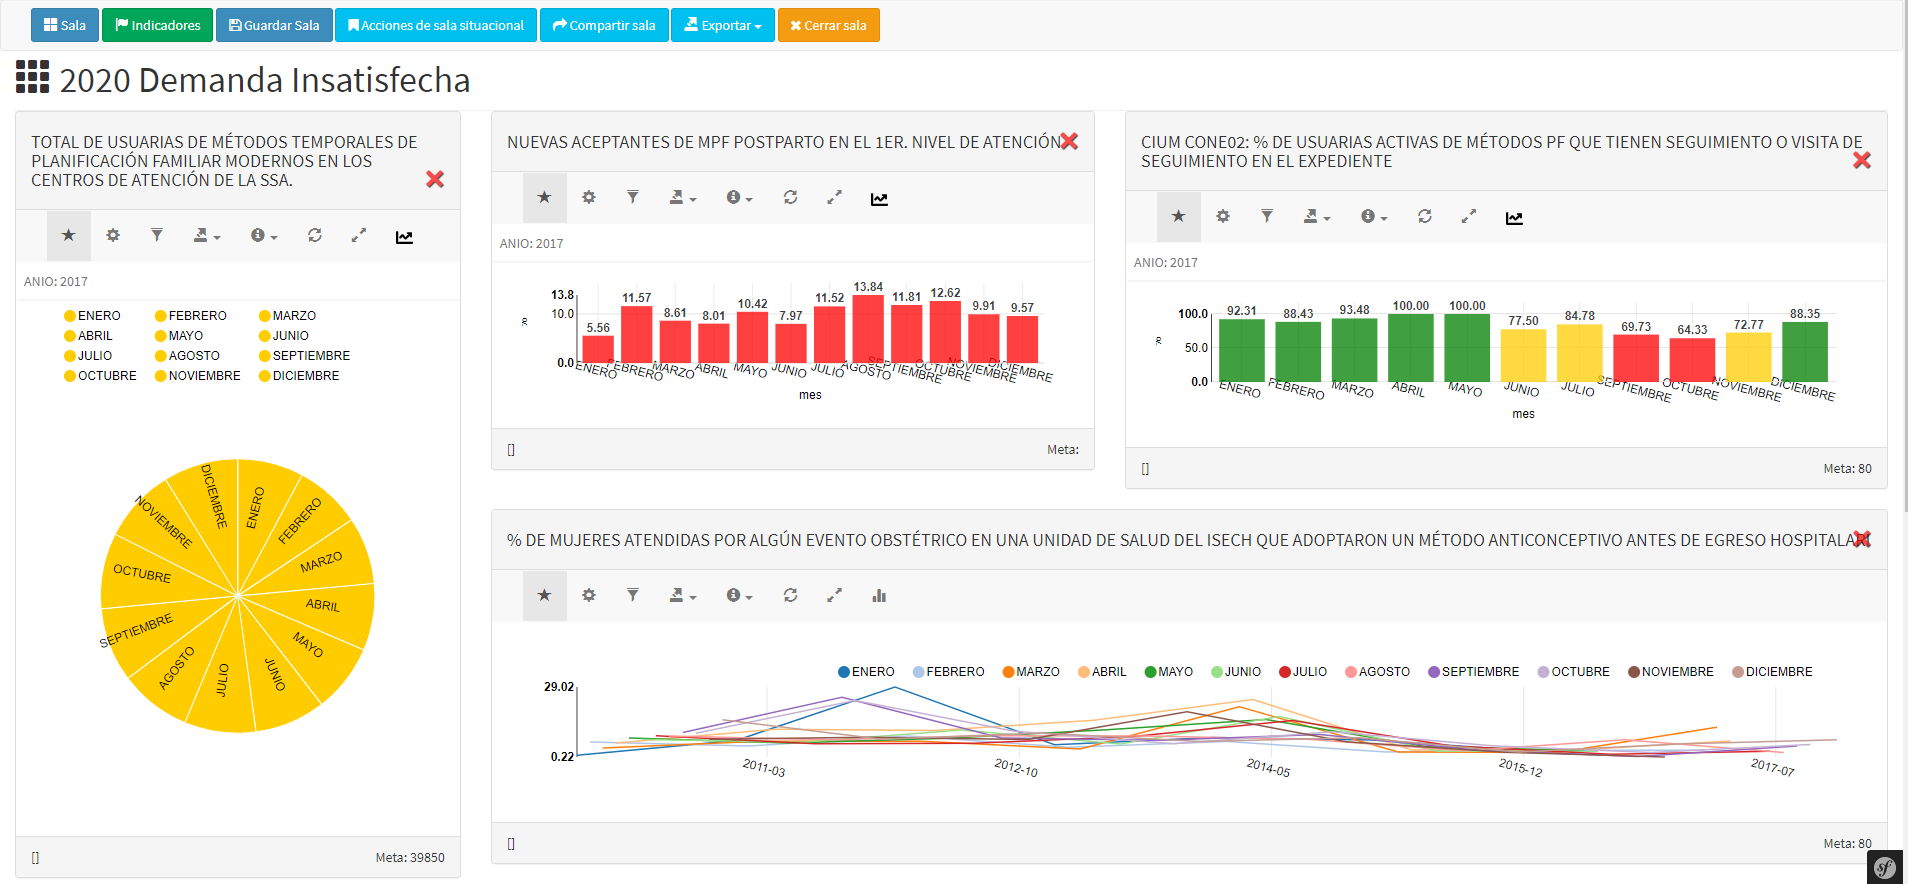 Sala Indicadores Guardar Sala Acciones de sala situacional Compartir sala Exportar Cerrar sala
2020 Demanda Insatisfecha
TOTAL DE USUARIAS DE MÉTODOS TEMPORALES DE
PLANIFICACIÓN FAMILIAR MODERNOS EN LOS
CENTROS DE ATENCIÓN DE LA SSA.
ANIO: 2017
ENERO FEBRERO MARZO
ABRIL MAYO JUNIO
JULIO AGOSTO SEPTIEMBRE
OCTUBRE NOVIEMBRE DICIEMBRE
ENERO
FEBRERO
MARZO
ABRIL
MAYO
JUNIO
JULIO
AGOSTO
SEPTIEMBRE
OCTUBRE
NOVIEMBRE
DICIEMBRE
[] Meta: 39850
NUEVAS ACEPTANTES DE MPF POSTPARTO EN EL 1ER. NIVEL DE ATENCIÓN
ANIO: 2017
13.8
10.0
0.0
%
5.56 11.57 8.61 8.01 10.42 7.97 11.52 13.84 11.81 12.62 9.91 9.57
ENERO FEBRERO MARZO ABRIL MAYO JUNIO JULIO AGOSTO SEPTIEMBRE OCTUBRE NOVIEMBRE DICIEMBRE
mes
[] Meta:
CIUM CONE02: % DE USUARIAS ACTIVAS DE MÉTODOS PF QUE TIENEN SEGUIMIENTO O VISITA DE
SEGUIMIENTO EN EL EXPEDIENTE
ANIO: 2017
100.0
50.0
0.0
%
92.31 88.43 93.48 100.00 100.00 77.50 84.78 69.73 64.33 72.77 88.35
ENERO FEBRERO MARZO ABRIL MAYO JUNIO JULIO SEPTIEMBRE OCTUBRE NOVIEMBRE DICIEMBRE
mes
[] Meta: 80
% DE MUJERES ATENDIDAS POR ALGÚN EVENTO OBSTÉTRICO EN UNA UNIDAD DE SALUD DEL ISECH QUE ADOPTARON UN MÉTODO ANTICONCEPTIVO ANTES DE EGRESO HOSPITALAR
ENERO FEBRERO MARZO ABRIL MAYO JUNIO JULIO AGOSTO SEPTIEMBRE OCTUBRE NOVIEMBRE DICIEMBRE
29.02
0.22
2011-03 2012-10 2014-05 2015-12 2017-07
[] Meta: 80
sf